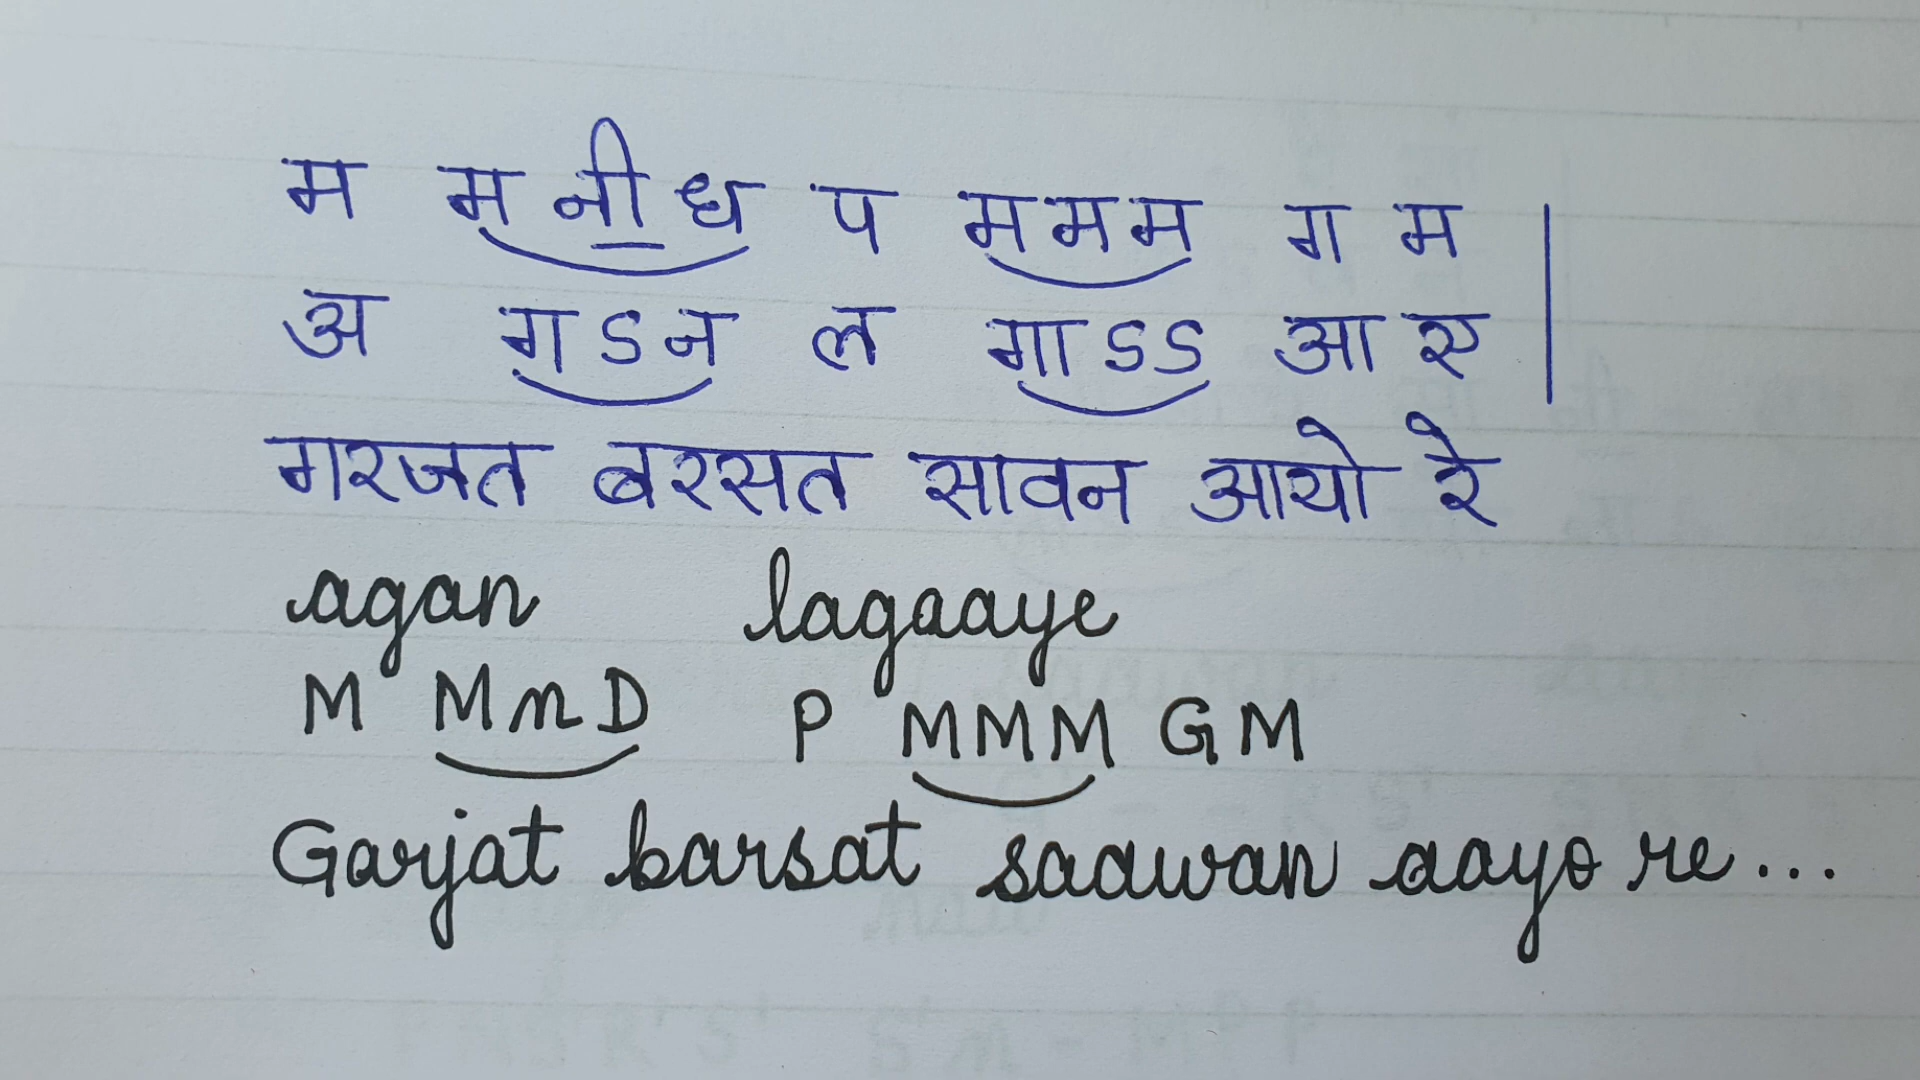 म मनी॒ध प ममम ग म |
अ गऽन ल गाऽऽ आ ए |
गरजत बरसत सावन आयो रे
agan lagaaye
M MnD P MMM GM
Garjat barsat saawan aayo re...